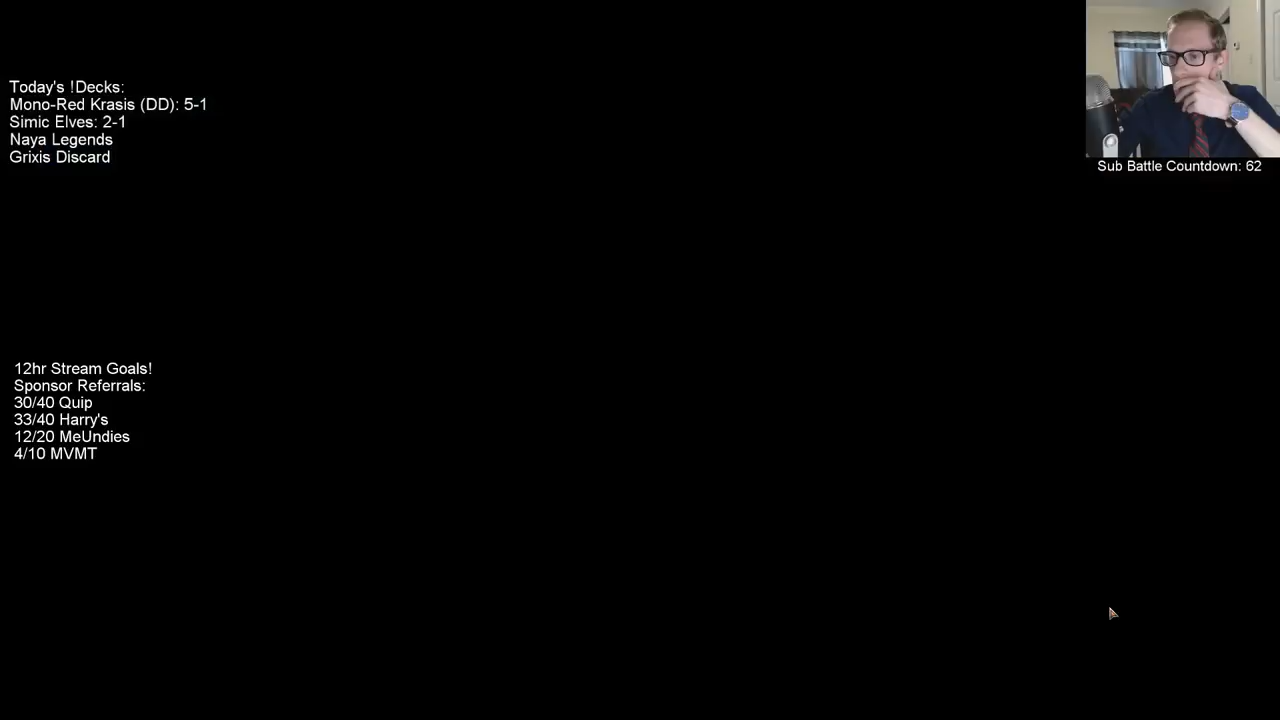 Today's !Decks:
Mono-Red Krasis (DD): 5-1
Simic Elves: 2-1
Naya Legends
Grixis Discard
Sub Battle Countdown: 62
12hr Stream Goals!
Sponsor Referrals:
30/40 Quip
33/40 Harry's
12/20 MeUndies
4/10 MVMT